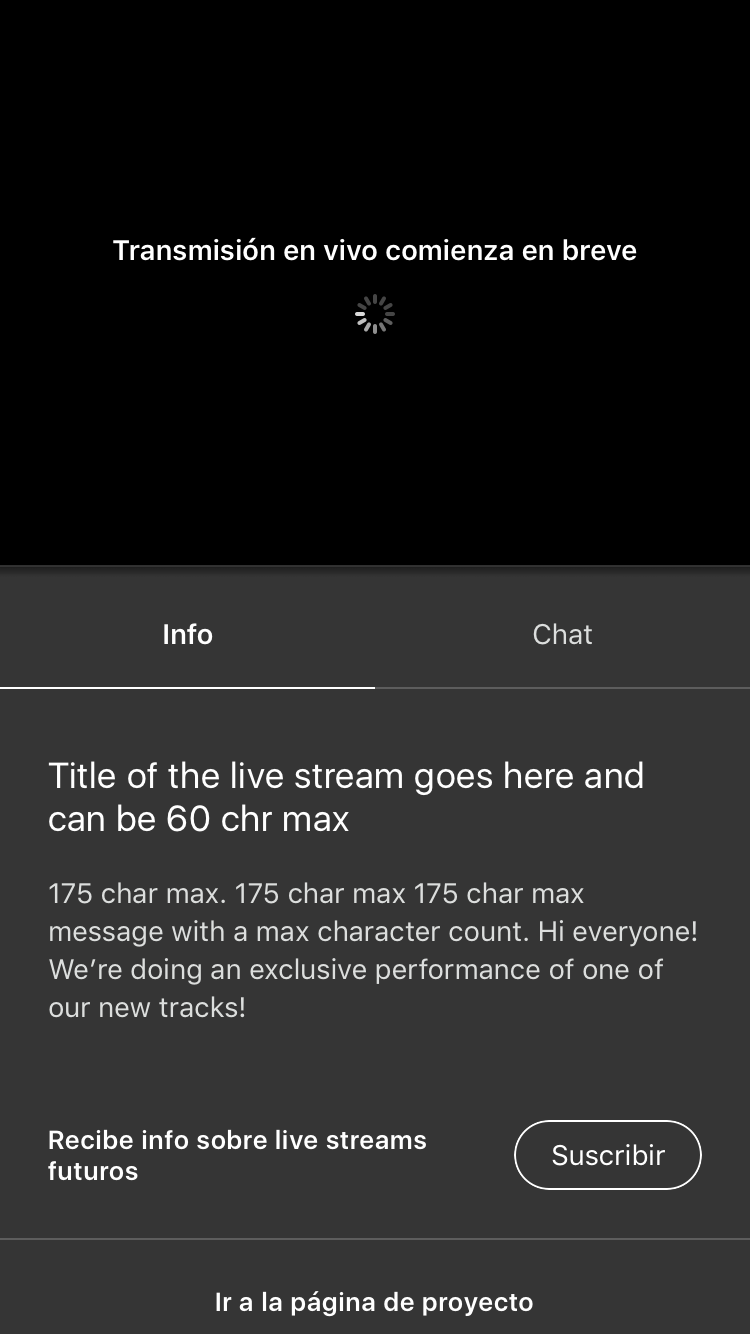 Transmisión en vivo comienza en breve
Info
Chat
Title of the live stream goes here and
can be 60 chr max
175 char max. 175 char max 175 char max
message with a max character count. Hi everyone!
We’re doing an exclusive performance of one of
our new tracks!
Recibe info sobre live streams
futuros
Suscribir
Ir a la página de proyecto